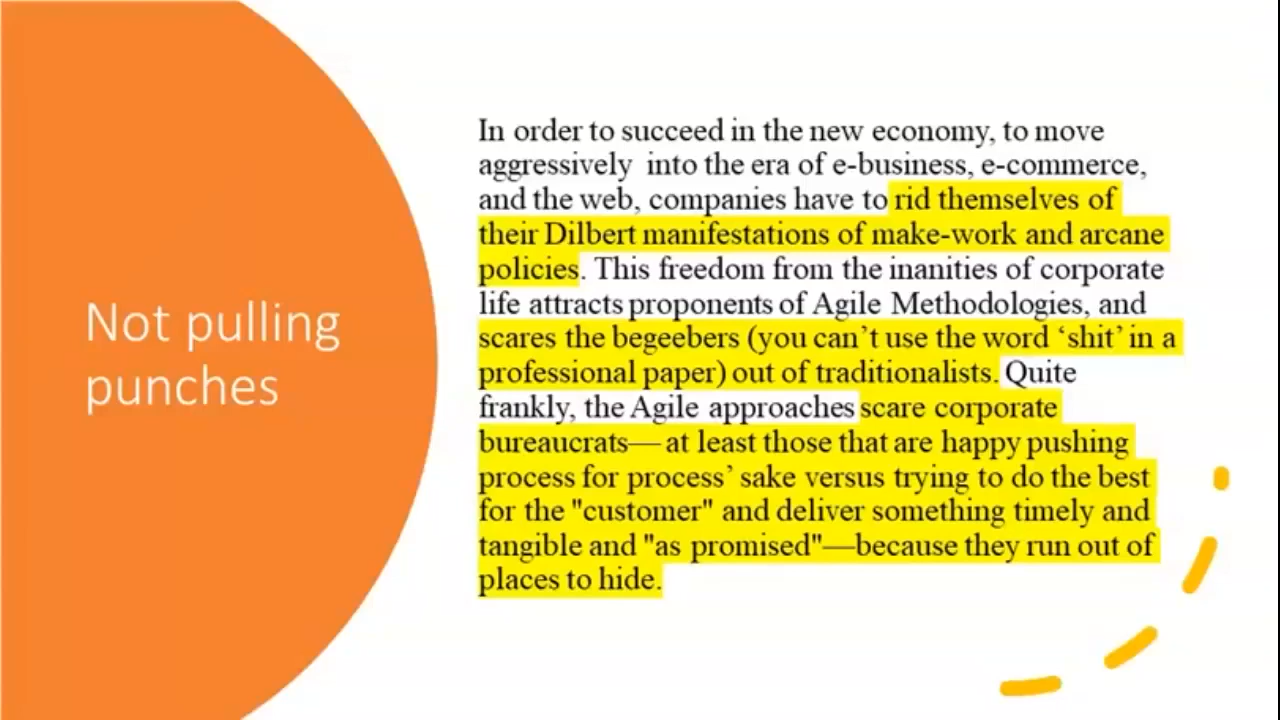 Not pulling
punches
In order to succeed in the new economy, to move
aggressively into the era of e-business, e-commerce,
and the web, companies have to rid themselves of
their Dilbert manifestations of make-work and arcane
policies. This freedom from the inanities of corporate
life attracts proponents of Agile Methodologies, and
scares the begeebers (you can’t use the word ‘shit’ in a
professional paper) out of traditionalists. Quite
frankly, the Agile approaches scare corporate
bureaucrats— at least those that are happy pushing
process for process’ sake versus trying to do the best
for the "customer" and deliver something timely and
tangible and "as promised"—because they run out of
places to hide.